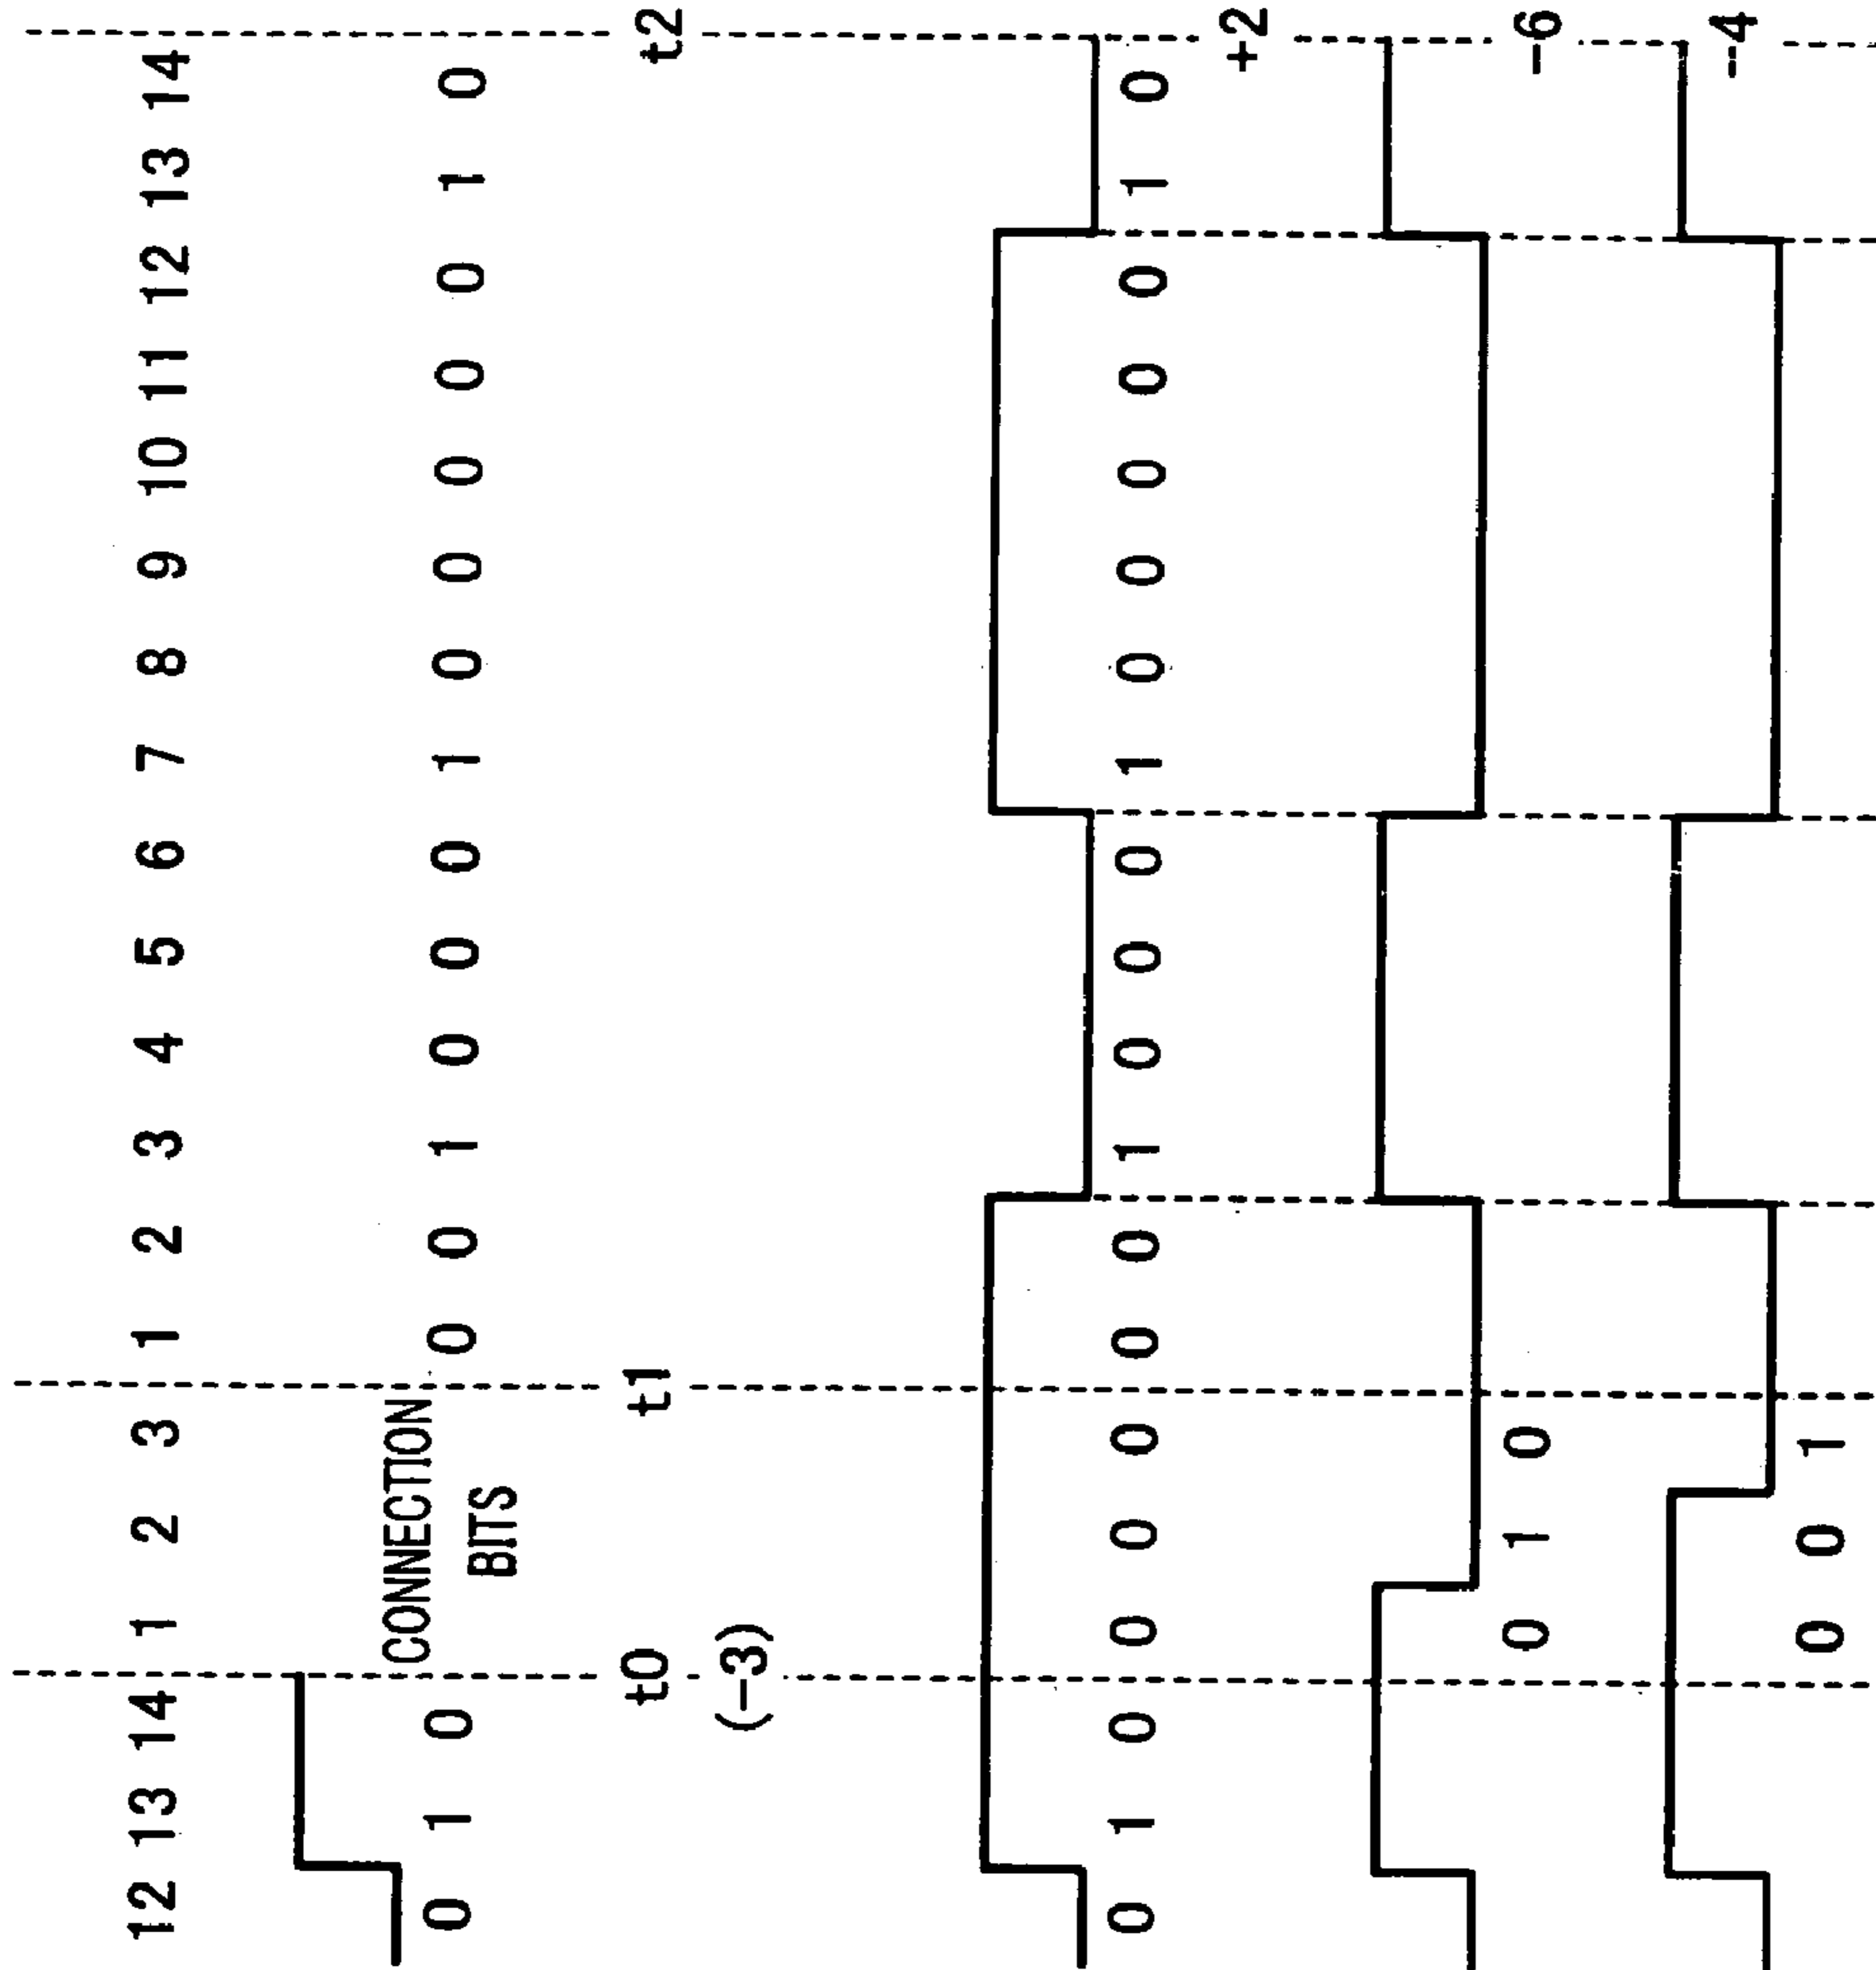 12 13 14 1 2 3 1 2 3 4 5 6 7 8 9 10 11 12 13 14
0 1 0 CONNECTION BITS 0 0 1 0 0 0 1 0 0 0 0 0 1 0
t0 t1 t2
(-3)
0 1 0 0 0 0 0 0 1 0 0 0 1 0 0 0 0 0 1 0
+2
0 1 0 -6
0 0 1 -4